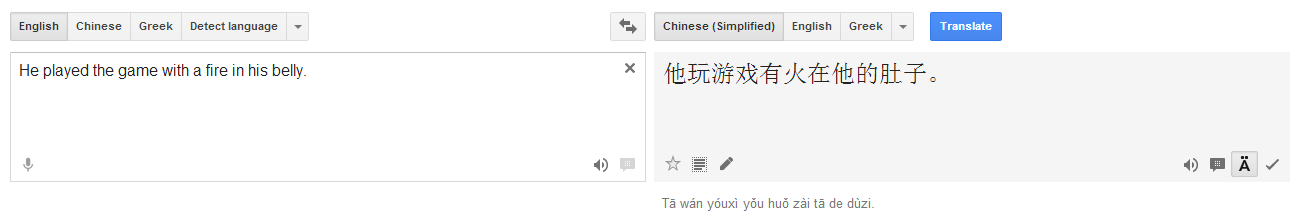 English Chinese Greek Detect language
Chinese (Simplified) English Greek Translate
He played the game with a fire in his belly.
他玩游戏有火在他的肚子。
Ä
Tā wán yóuxì yǒu huǒ zài tā de dùzi.